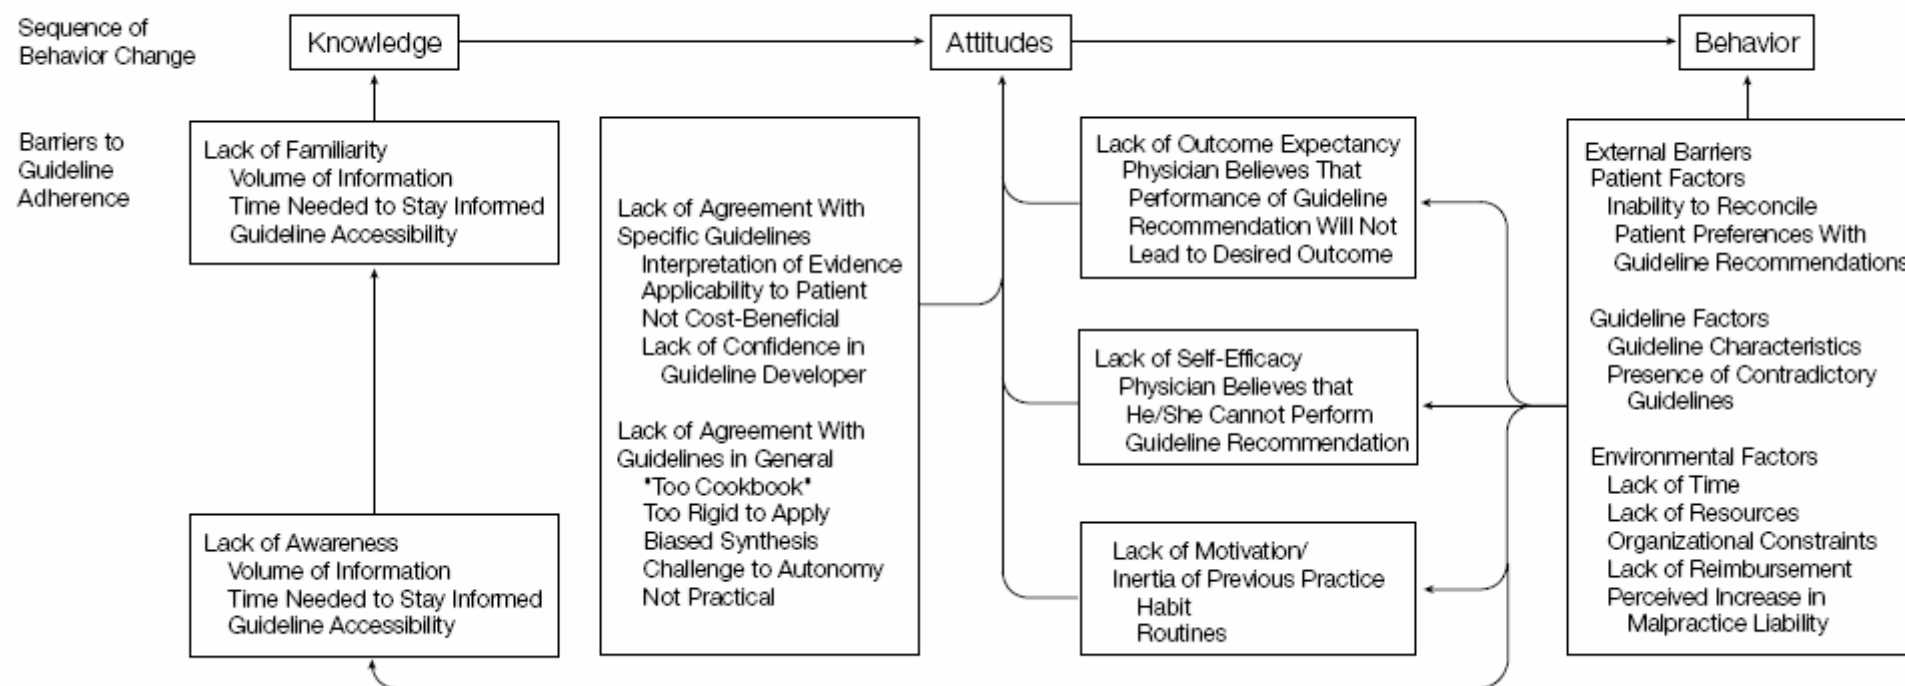 Sequence of
Behavior Change
Knowledge
Attitudes
Behavior
Barriers to
Guideline
Adherence
Lack of Familiarity
Volume of Information
Time Needed to Stay Informed
Guideline Accessibility
Lack of Awareness
Volume of Information
Time Needed to Stay Informed
Guideline Accessibility
Lack of Agreement With
Specific Guidelines
Interpretation of Evidence
Applicability to Patient
Not Cost-Beneficial
Lack of Confidence in
Guideline Developer
Lack of Agreement With
Guidelines in General
"Too Cookbook"
Too Rigid to Apply
Biased Synthesis
Challenge to Autonomy
Not Practical
Lack of Outcome Expectancy
Physician Believes That
Performance of Guideline
Recommendation Will Not
Lead to Desired Outcome
Lack of Self-Efficacy
Physician Believes that
He/She Cannot Perform
Guideline Recommendation
Lack of Motivation/
Inertia of Previous Practice
Habit
Routines
External Barriers
Patient Factors
Inability to Reconcile
Patient Preferences With
Guideline Recommendations
Guideline Factors
Guideline Characteristics
Presence of Contradictory
Guidelines
Environmental Factors
Lack of Time
Lack of Resources
Organizational Constraints
Lack of Reimbursement
Perceived Increase in
Malpractice Liability